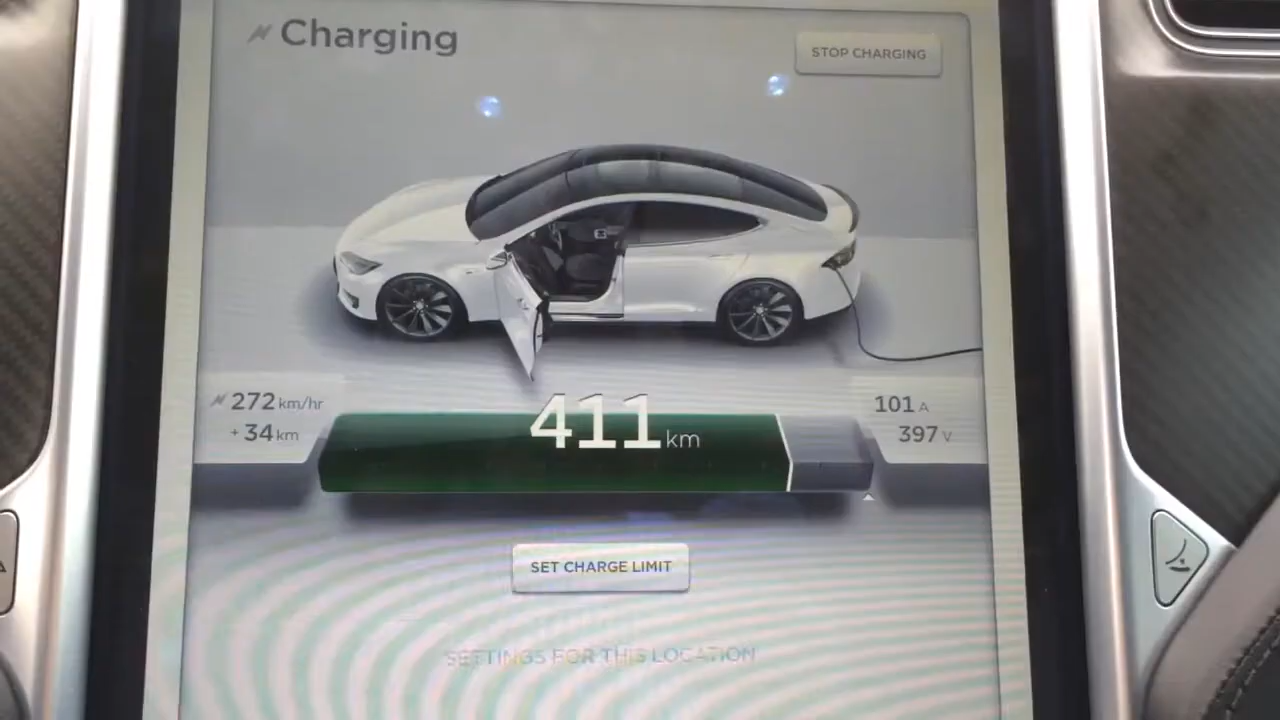 Charging
STOP CHARGING
272 km/hr
+34 km
411 km
101 A
397 V
SET CHARGE LIMIT
SETTINGS FOR THIS LOCATION